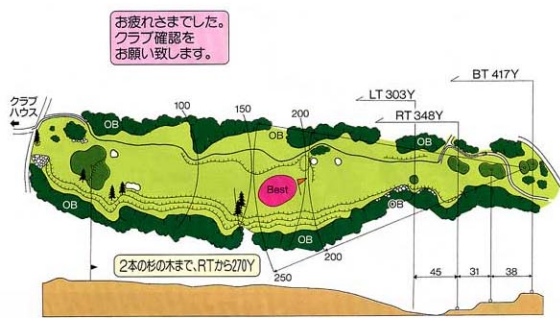 お疲れさまでした。
クラブ確認を
お願い致します。
BT 417Y
LT 303Y
RT 348Y
クラブ
ハウス
OB
100
150
200
OB
OB
Best
OB
OB
OB
OB
2本の杉の木まで、RTから270Y
250
200
45
31
38